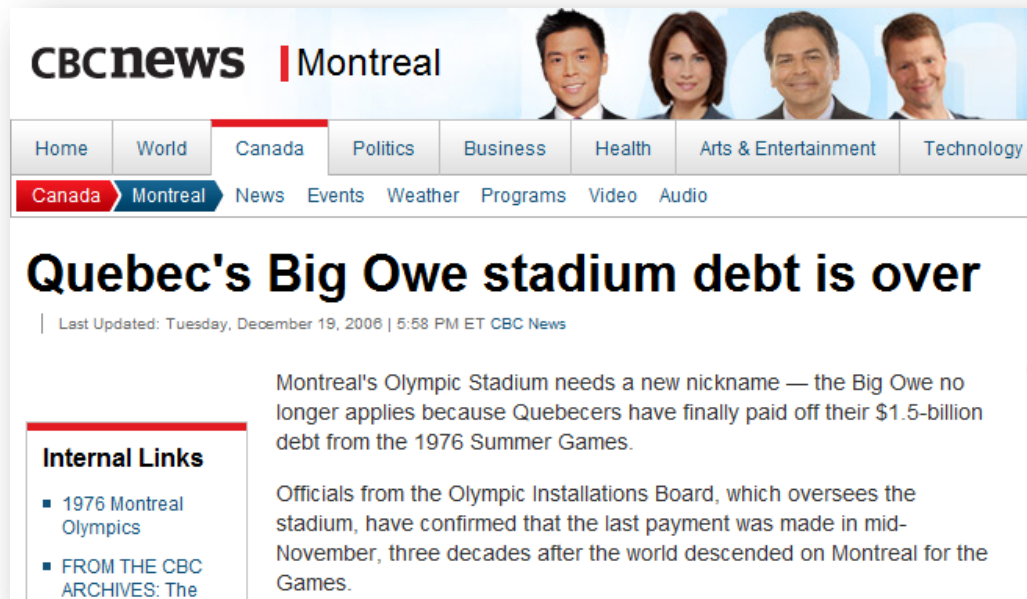 CBCnews | Montreal
Home World Canada Politics Business Health Arts & Entertainment Technology
Canada Montreal News Events Weather Programs Video Audio
Quebec's Big Owe stadium debt is over
Last Updated: Tuesday, December 19, 2006 | 5:58 PM ET CBC News
Montreal's Olympic Stadium needs a new nickname — the Big Owe no
longer applies because Quebecers have finally paid off their $1.5-billion
debt from the 1976 Summer Games.
Officials from the Olympic Installations Board, which oversees the
stadium, have confirmed that the last payment was made in mid-
November, three decades after the world descended on Montreal for the
Games.
Internal Links
1976 Montreal
Olympics
FROM THE CBC
ARCHIVES: The